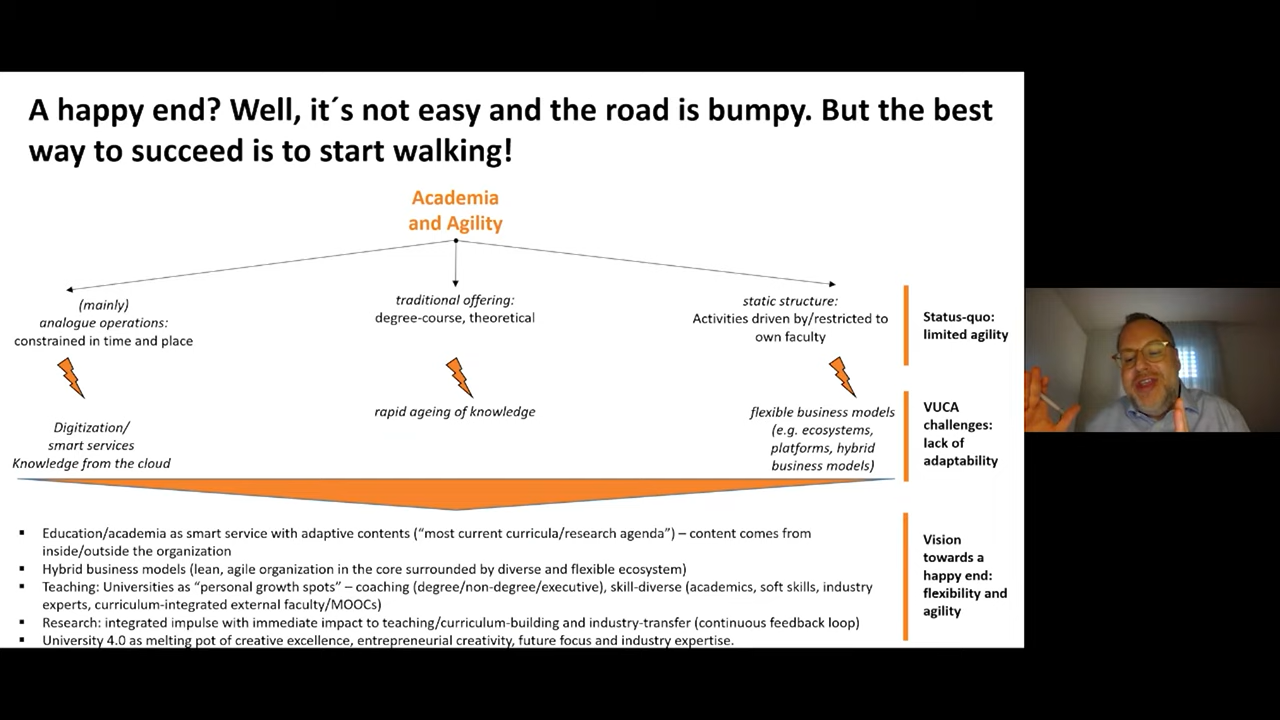 A happy end? Well, it´s not easy and the road is bumpy. But the best
way to succeed is to start walking!
Academia
and Agility
(mainly)
analogue operations:
constrained in time and place
traditional offering:
degree-course, theoretical
static structure:
Activities driven by/restricted to
own faculty
Status-quo:
limited agility
Digitization/
smart services
Knowledge from the cloud
rapid ageing of knowledge
flexible business models
(e.g. ecosystems,
platforms, hybrid
business models)
VUCA
challenges:
lack of
adaptability
▪ Education/academia as smart service with adaptive contents (“most current curricula/research agenda”) – content comes from
inside/outside the organization
▪ Hybrid business models (lean, agile organization in the core surrounded by diverse and flexible ecosystem)
▪ Teaching: Universities as “personal growth spots” – coaching (degree/non-degree/executive), skill-diverse (academics, soft skills, industry
experts, curriculum-integrated external faculty/MOOCs)
▪ Research: integrated impulse with immediate impact to teaching/curriculum-building and industry-transfer (continuous feedback loop)
▪ University 4.0 as melting pot of creative excellence, entrepreneurial creativity, future focus and industry expertise.
Vision
towards a
happy end:
flexibility and
agility